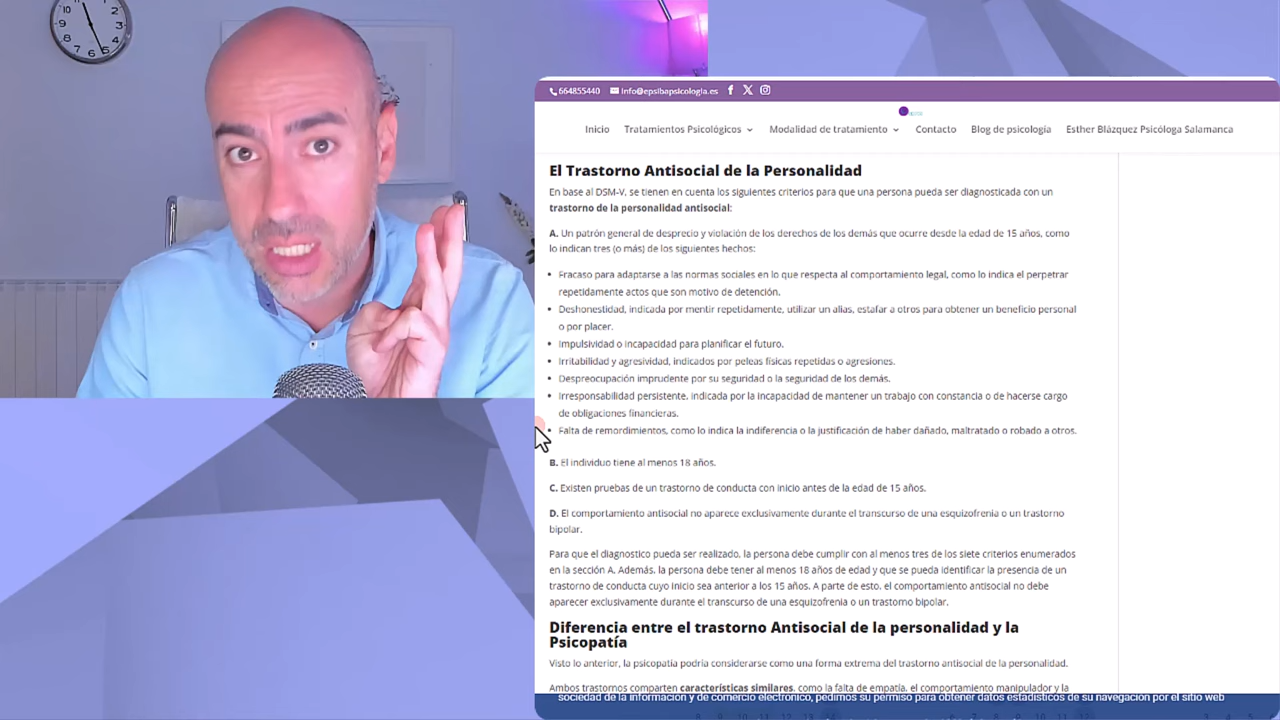 664855440 info@epsibapsicologia.es
Inicio Tratamientos Psicológicos Modalidad de tratamiento Contacto Blog de psicología Esther Blázquez Psicóloga Salamanca
El Trastorno Antisocial de la Personalidad
En base al DSM-V, se tienen en cuenta los siguientes criterios para que una persona pueda ser diagnosticada con un
trastorno de la personalidad antisocial:
A. Un patrón general de desprecio y violación de los derechos de los demás que ocurre desde la edad de 15 años, como
lo indican tres (o más) de los siguientes hechos:
• Fracaso para adaptarse a las normas sociales en lo que respecta al comportamiento legal, como lo indica el perpetrar
repetidamente actos que son motivo de detención.
• Deshonestidad, indicada por mentir repetidamente, utilizar un alias, estafar a otros para obtener un beneficio personal
o por placer.
• Impulsividad o incapacidad para planificar el futuro.
• Irritabilidad y agresividad, indicados por peleas físicas repetidas o agresiones.
• Despreocupación imprudente por su seguridad o la seguridad de los demás.
• Irresponsabilidad persistente, indicada por la incapacidad de mantener un trabajo con constancia o de hacerse cargo
de obligaciones financieras.
• Falta de remordimientos, como lo indica la indiferencia o la justificación de haber dañado, maltratado o robado a otros.
B. El individuo tiene al menos 18 años.
C. Existen pruebas de un trastorno de conducta con inicio antes de la edad de 15 años.
D. El comportamiento antisocial no aparece exclusivamente durante el transcurso de una esquizofrenia o un trastorno
bipolar.
Para que el diagnostico pueda ser realizado, la persona debe cumplir con al menos tres de los siete criterios enumerados
en la sección A. Además, la persona debe tener al menos 18 años de edad y que se pueda identificar la presencia de un
trastorno de conducta cuyo inicio sea anterior a los 15 años. A parte de esto, el comportamiento antisocial no debe
aparecer exclusivamente durante el transcurso de una esquizofrenia o un trastorno bipolar.
Diferencia entre el trastorno Antisocial de la personalidad y la
Psicopatía
Visto lo anterior, la psicopatía podría considerarse como una forma extrema del trastorno antisocial de la personalidad.
Ambos trastornos comparten características similares, como la falta de empatía, el comportamiento manipulador y la
sociedad de la información y de comercio electrónico, pedimos su permiso para obtener datos estadísticos de su navegación por el sitio web